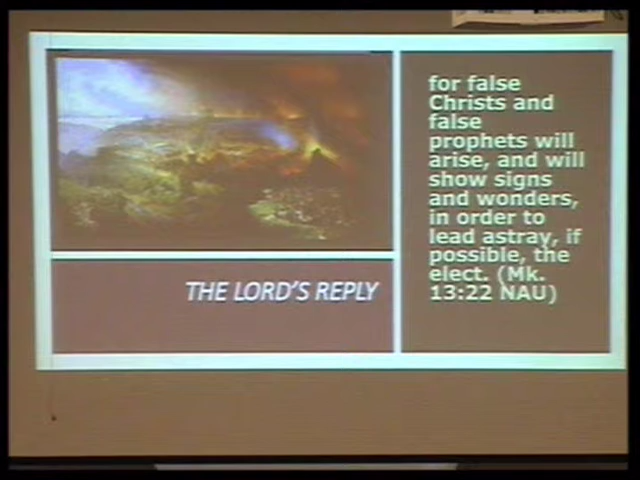 THE LORD'S REPLY
for false
Christs and
false
prophets will
arise, and will
show signs
and wonders,
in order to
lead astray, if
possible, the
elect. (Mk.
13:22 NAU)